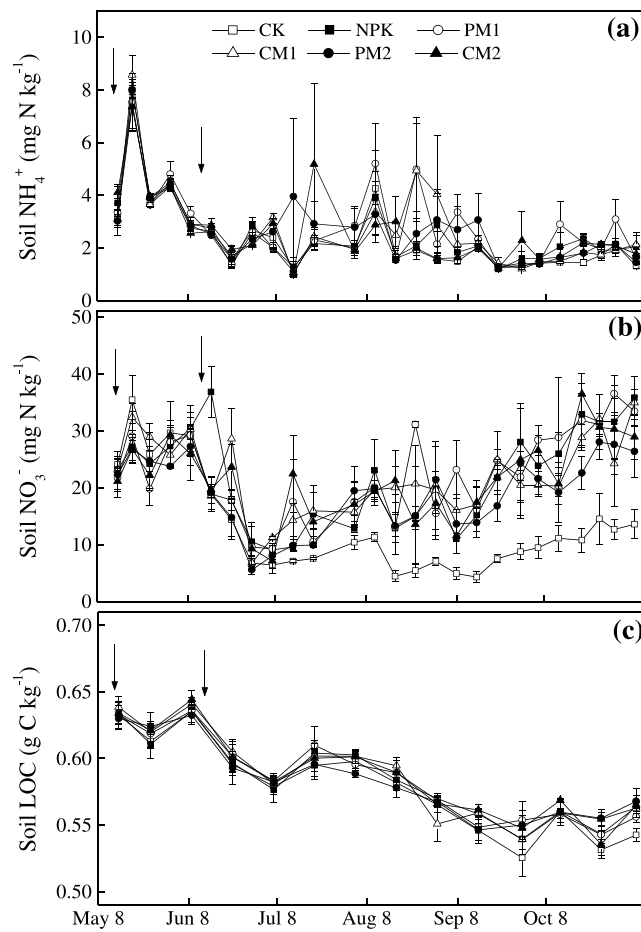 (a)
CK NPK PM1
CM1 PM2 CM2
10
8
6
4
2
0
Soil NH₄⁺ (mg N kg⁻¹)
(b)
50
40
30
20
10
0
Soil NO₃⁻ (mg N kg⁻¹)
(c)
0.70
0.65
0.60
0.55
0.50
Soil LOC (g C kg⁻¹)
May 8 Jun 8 Jul 8 Aug 8 Sep 8 Oct 8